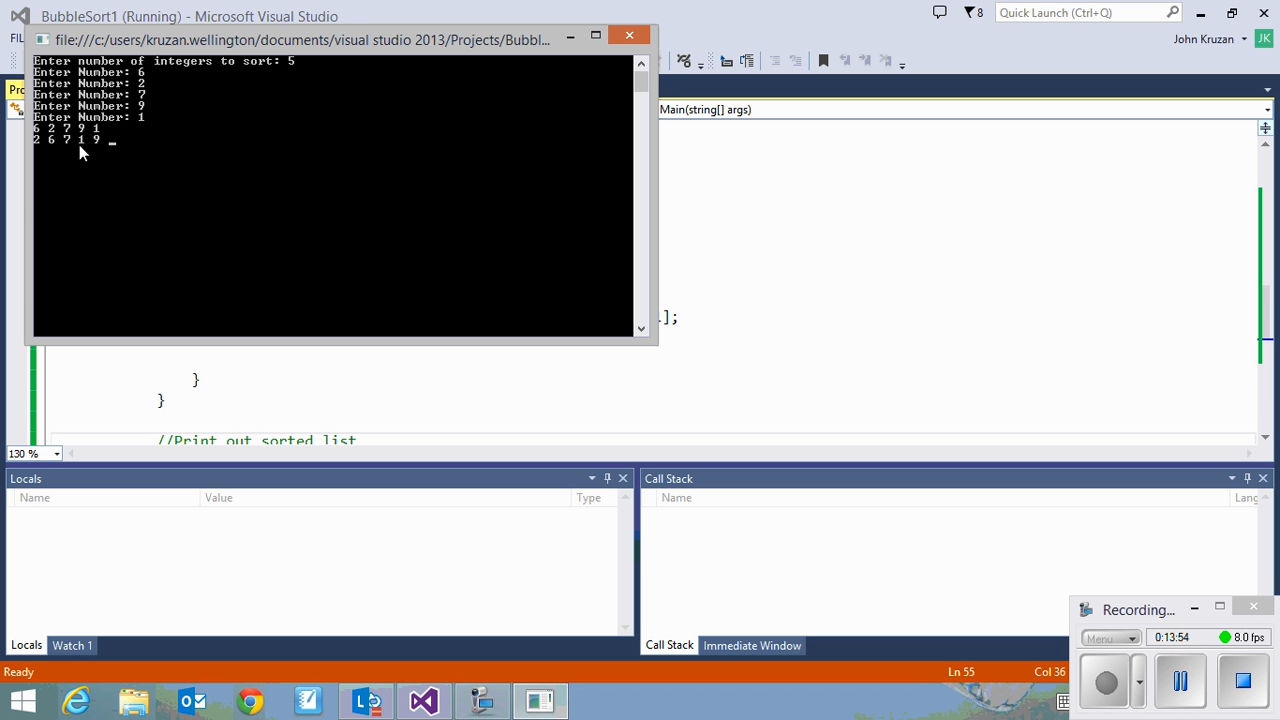 BubbleSort1 (Running) - Microsoft Visual Studio
8
Quick Launch (Ctrl+Q)
John Kruzan
JK
file:///c:/users/kruzan.wellington/documents/visual studio 2013/Projects/Bubbl...
Enter number of integers to sort: 5
Enter Number: 6
Enter Number: 2
Enter Number: 7
Enter Number: 9
Enter Number: 1
6 2 7 9 1
2 6 7 1 9 _
Main(string[] args)
];
}
}
//Print out sorted list
130 %
Locals
Name Value Type
Locals Watch 1
Call Stack
Name Lang
Call Stack Immediate Window
Recording...
Menu
0:13:54 8.0 fps
Ready Ln 55 Col 36